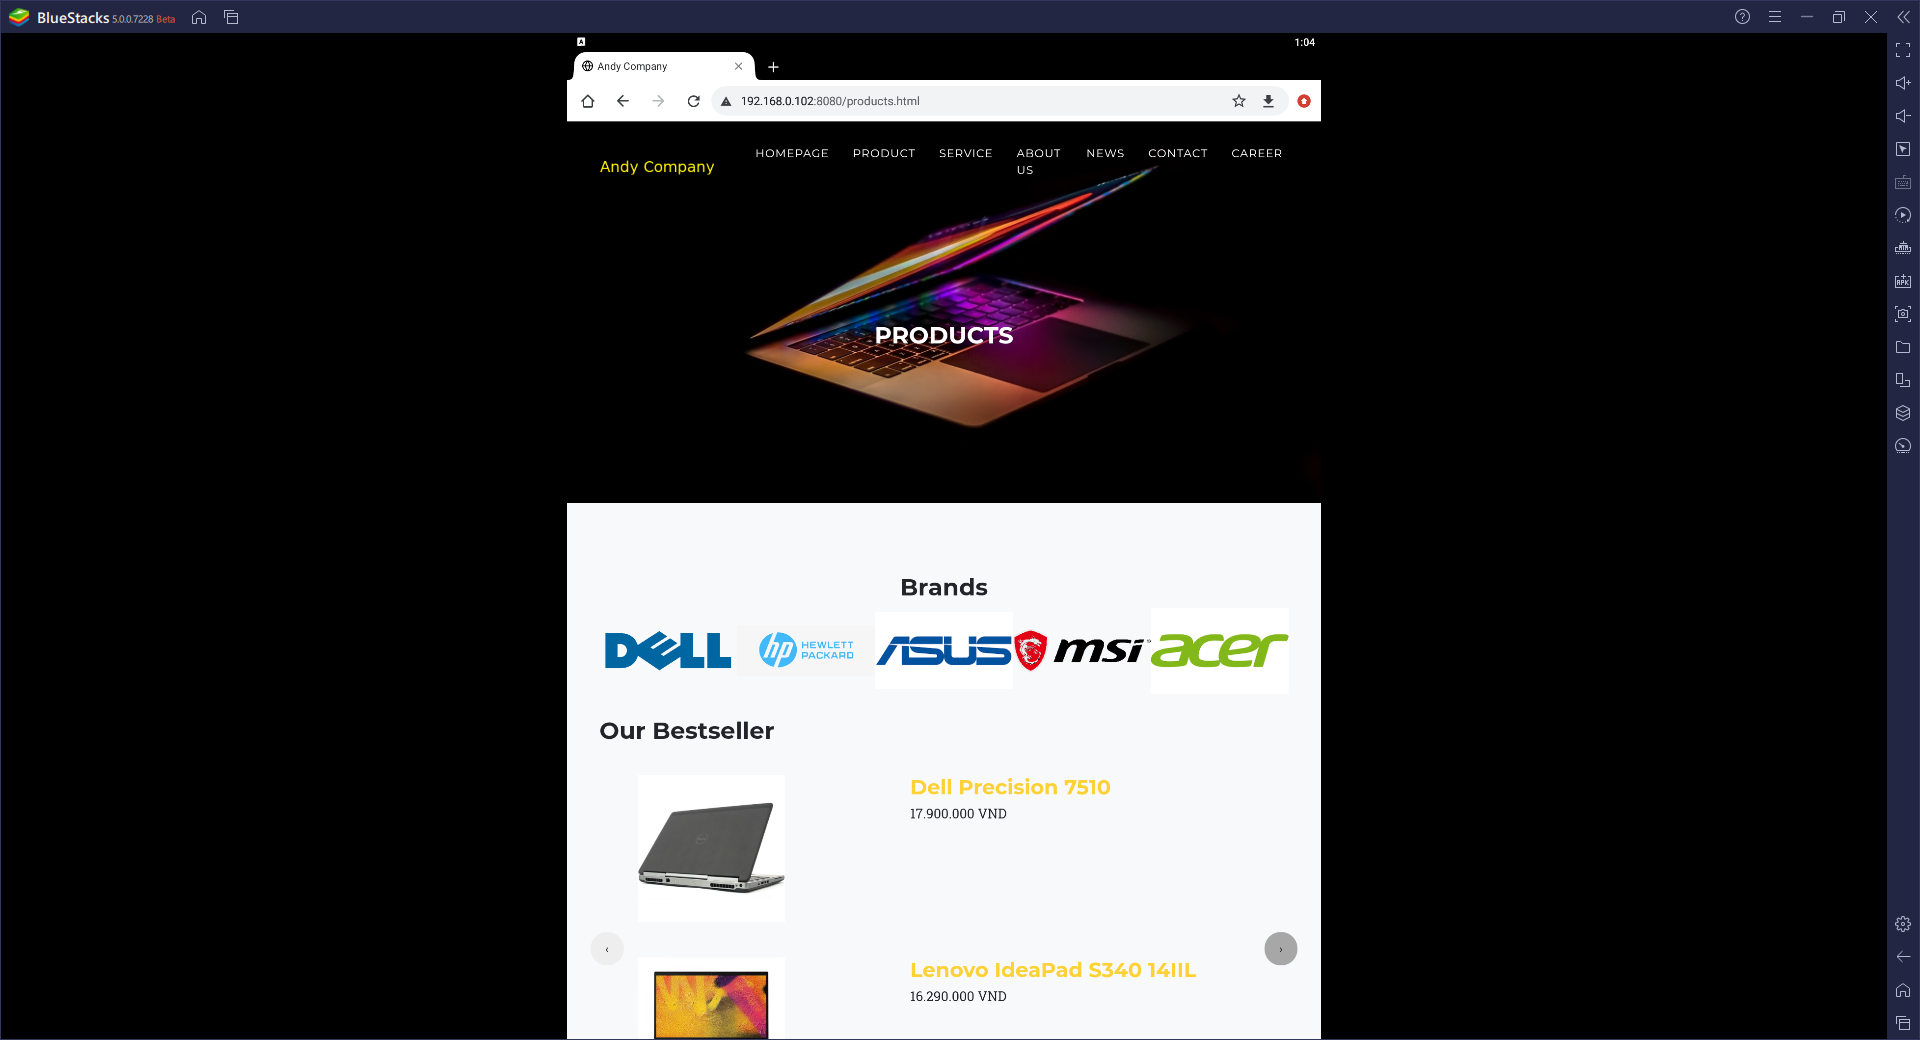 BlueStacks 5.0.0.7228 Beta
1:04
Andy Company
192.168.0.102:8080/products.html
Andy Company
HOMEPAGE PRODUCT SERVICE ABOUT US NEWS CONTACT CAREER
PRODUCTS
Brands
DELL
hp HEWLETT PACKARD
ASUS
msi
acer
Our Bestseller
Dell Precision 7510
17.900.000 VND
Lenovo IdeaPad S340 14IIL
16.290.000 VND